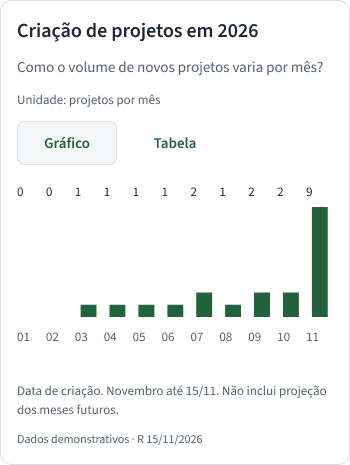 Criação de projetos em 2026
Como o volume de novos projetos varia por mês?
Unidade: projetos por mês
Gráfico Tabela
0 0 1 1 1 1 2 1 2 2 9
01 02 03 04 05 06 07 08 09 10 11
Data de criação. Novembro até 15/11. Não inclui projeção
dos meses futuros.
Dados demonstrativos · R 15/11/2026